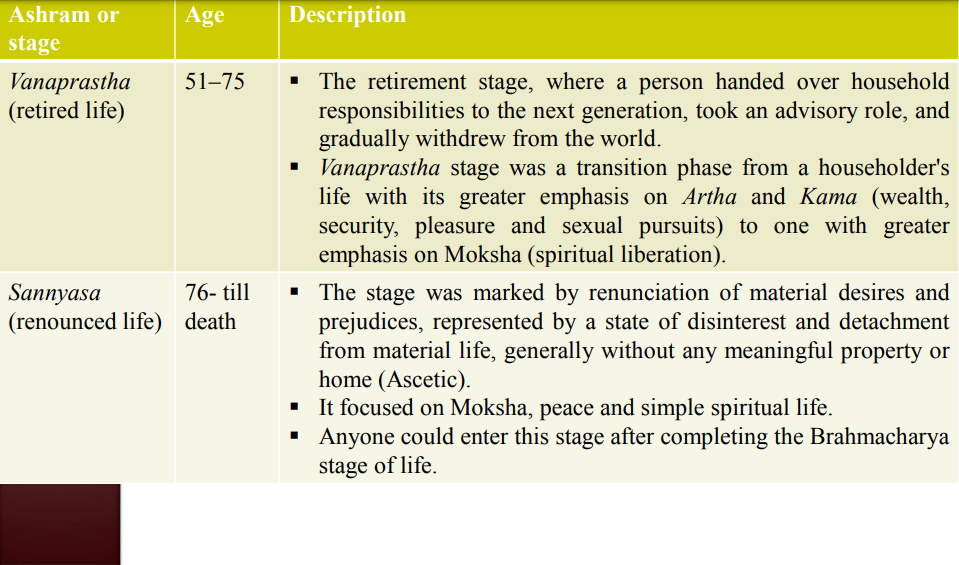 Ashram or stage Age Description
Vanaprastha (retired life)
51–75
▪ The retirement stage, where a person handed over household
responsibilities to the next generation, took an advisory role, and
gradually withdrew from the world.
▪ Vanaprastha stage was a transition phase from a householder's
life with its greater emphasis on Artha and Kama (wealth,
security, pleasure and sexual pursuits) to one with greater
emphasis on Moksha (spiritual liberation).
Sannyasa
(renounced life)
76- till
death
▪ The stage was marked by renunciation of material desires and
prejudices, represented by a state of disinterest and detachment
from material life, generally without any meaningful property or
home (Ascetic).
▪ It focused on Moksha, peace and simple spiritual life.
▪ Anyone could enter this stage after completing the Brahmacharya
stage of life.